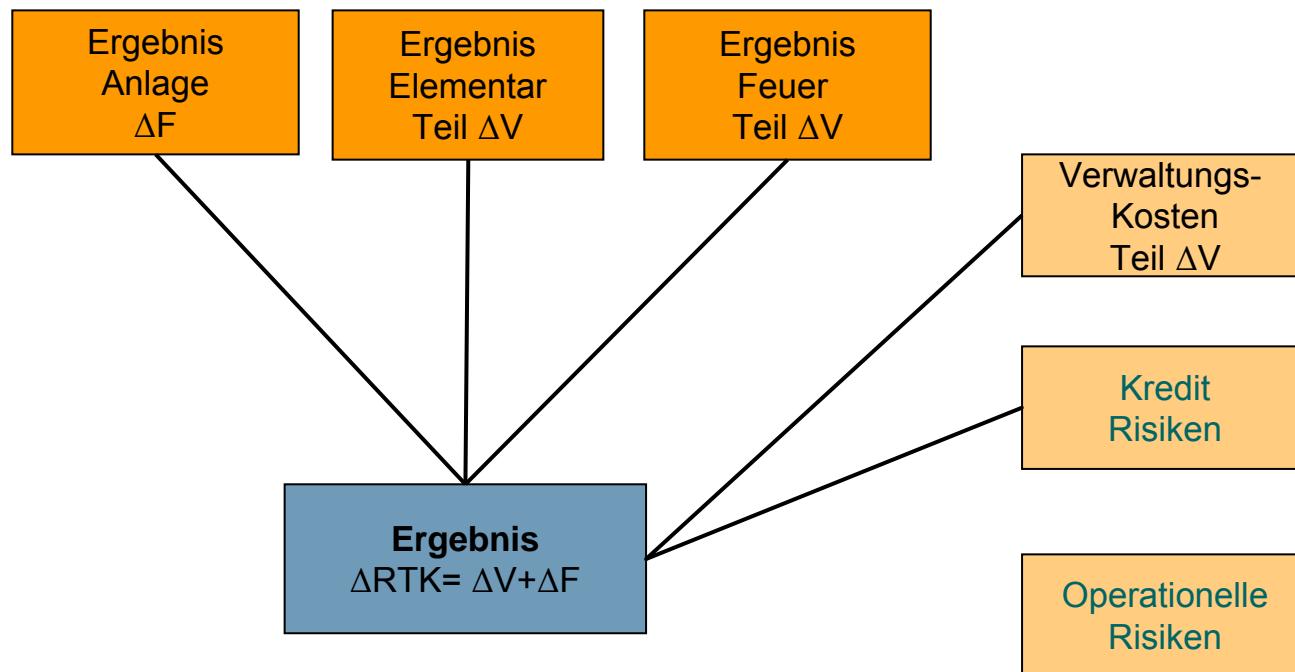 Ergebnis
Anlage
ΔF
Ergebnis
Elementar
Teil ΔV
Ergebnis
Feuer
Teil ΔV
Verwaltungs-
Kosten
Teil ΔV
Kredit
Risiken
Ergebnis
ΔRTK= ΔV+ΔF
Operationelle
Risiken